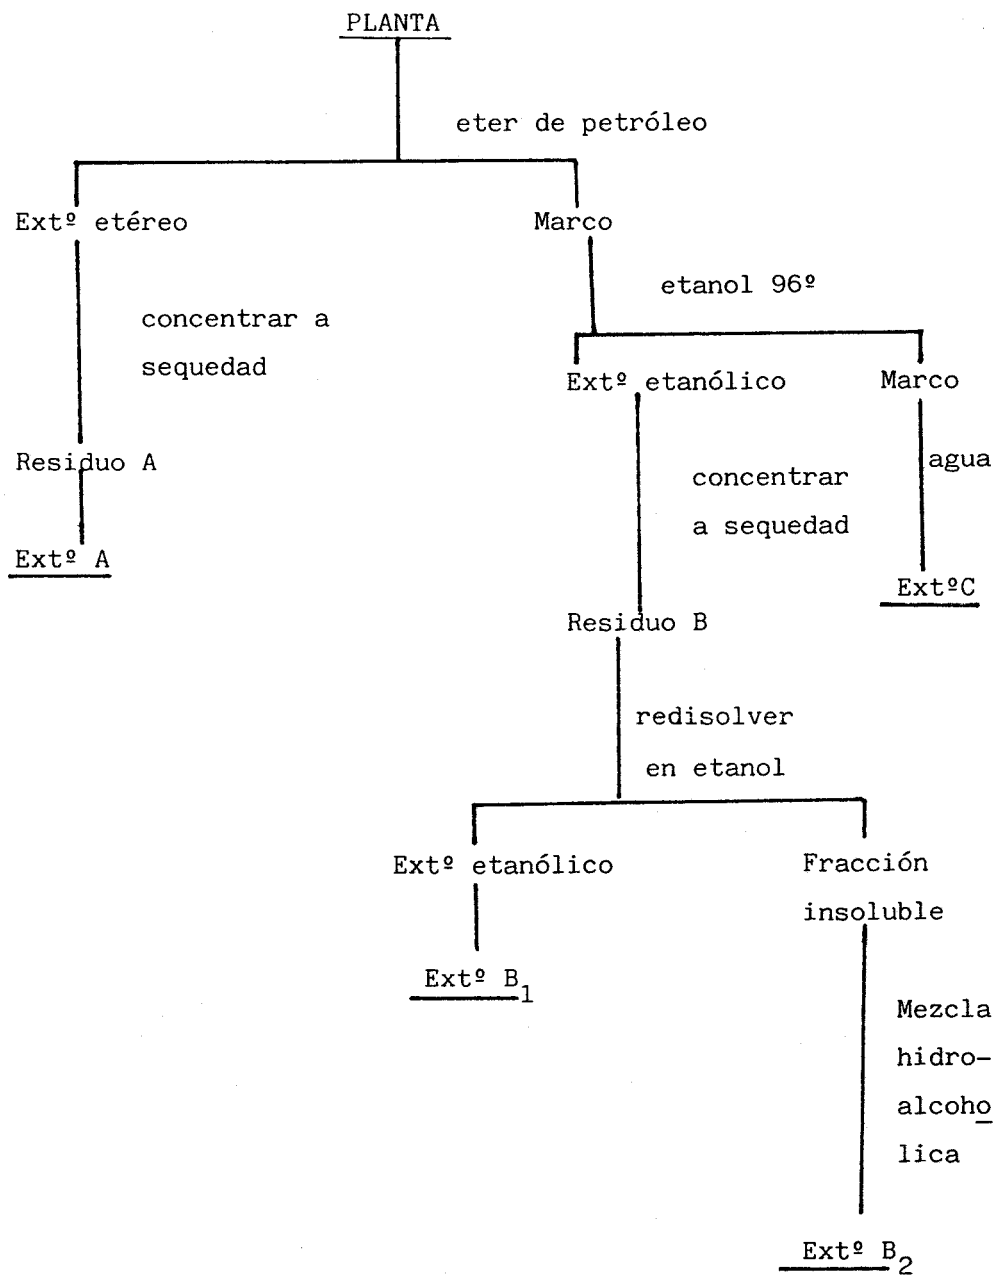 PLANTA
eter de petróleo
Extº etéreo
Marco
etanol 96º
concentrar a
sequedad
Extº etanólico
Marco
Residuo A
agua
concentrar
a sequedad
Extº A
ExtºC
Residuo B
redisolver
en etanol
Extº etanólico
Fracción
insoluble
Extº B1
Mezcla
hidro-
alcoho
lica
Extº B2